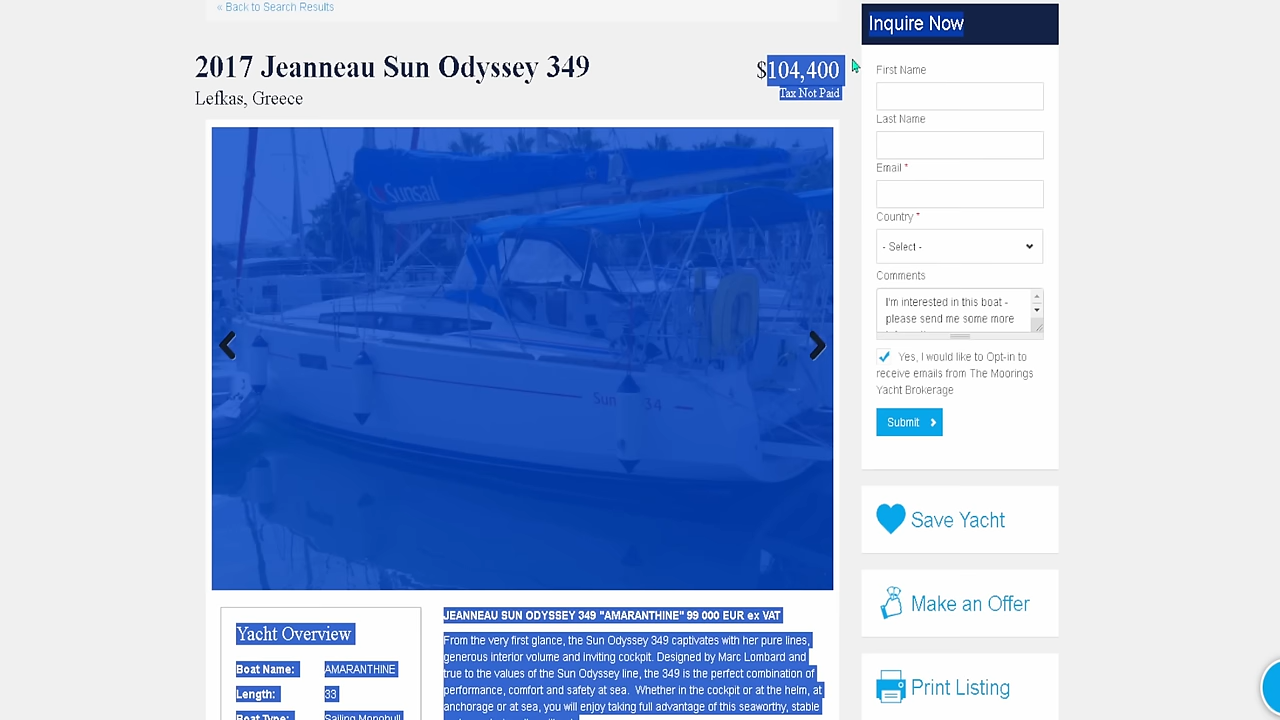 « Back to Search Results
Inquire Now
2017 Jeanneau Sun Odyssey 349
$104,400
Lefkas, Greece
Tax Not Paid
Sunsail
Sun
34
First Name
Last Name
Email *
Country *
- Select -
Comments
I'm interested in this boat -
please send me some more
Yes, I would like to Opt-in to
receive emails from The Moorings
Yacht Brokerage
Submit
Save Yacht
Make an Offer
Print Listing
Yacht Overview
Boat Name: AMARANTHINE
Length: 33
Boat Type: Sailing Monohull
JEANNEAU SUN ODYSSEY 349 "AMARANTHINE" 99 000 EUR ex VAT
From the very first glance, the Sun Odyssey 349 captivates with her pure lines,
generous interior volume and inviting cockpit. Designed by Marc Lombard and
true to the values of the Sun Odyssey line, the 349 is the perfect combination of
performance, comfort and safety at sea. Whether in the cockpit or at the helm, at
anchorage or at sea, you will enjoy taking full advantage of this seaworthy, stable